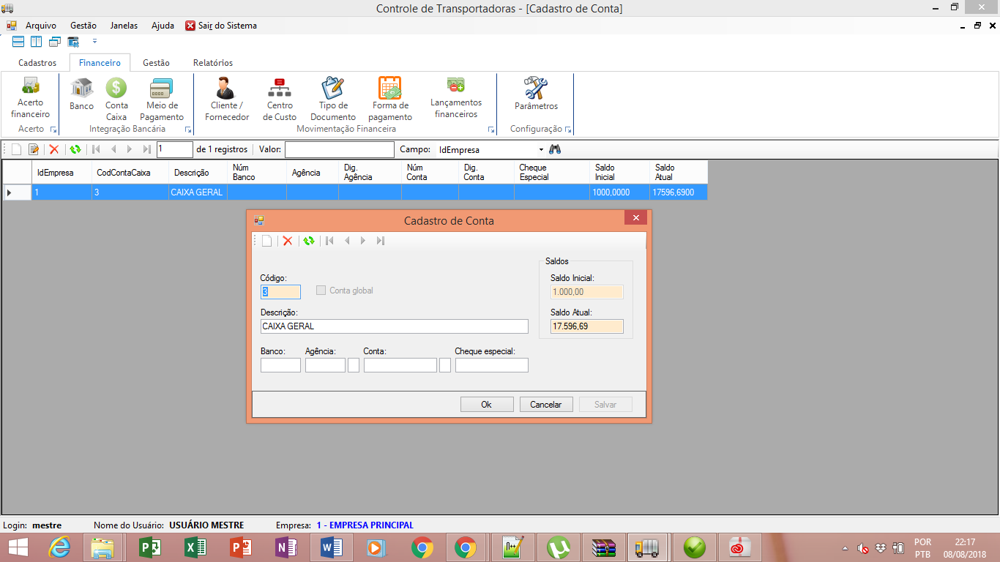 Controle de Transportadoras - [Cadastro de Conta]
Arquivo Gestão Janelas Ajuda Sair do Sistema
Cadastros Financeiro Gestão Relatórios
Acerto financeiro
Banco
Conta Caixa
Meio de Pagamento
Cliente / Fornecedor
Centro de Custo
Tipo de Documento
Forma de pagamento
Lançamentos financeiros
Parâmetros
Acerto Integração Bancária Movimentação Financeira Configuração
1 de 1 registros Valor: Campo: IdEmpresa
IdEmpresa CodContaCaixa Descrição Núm Banco Agência Dig. Agência Núm Conta Dig. Conta Cheque Especial Saldo Inicial Saldo Atual
1 3 CAIXA GERAL 1000,0000 17596,6900
Cadastro de Conta
Saldos
Código: Saldo Inicial:
3 Conta global 1.000,00
Descrição: Saldo Atual:
CAIXA GERAL 17.596,69
Banco: Agência: Conta: Cheque especial:
Ok Cancelar Salvar
Login: mestre Nome do Usuário: USUÁRIO MESTRE Empresa: 1 - EMPRESA PRINCIPAL
POR 22:17
PTB 08/08/2018